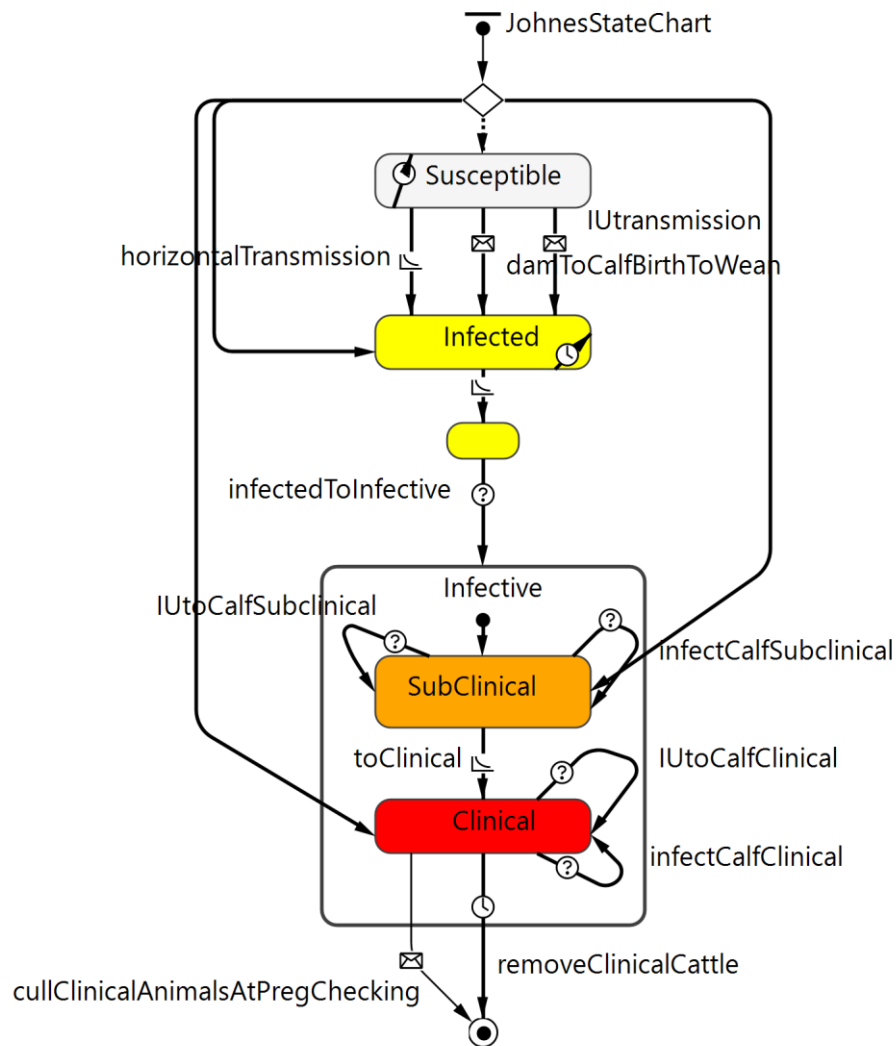 JohnesStateChart
Susceptible
IUtransmission
horizontalTransmission
damToCalfBirthToWean
Infected
infectedToInfective
Infective
IUtoCalfSubclinical
infectCalfSubclinical
SubClinical
toClinical
IUtoCalfClinical
Clinical
infectCalfClinical
removeClinicalCattle
cullClinicalAnimalsAtPregChecking